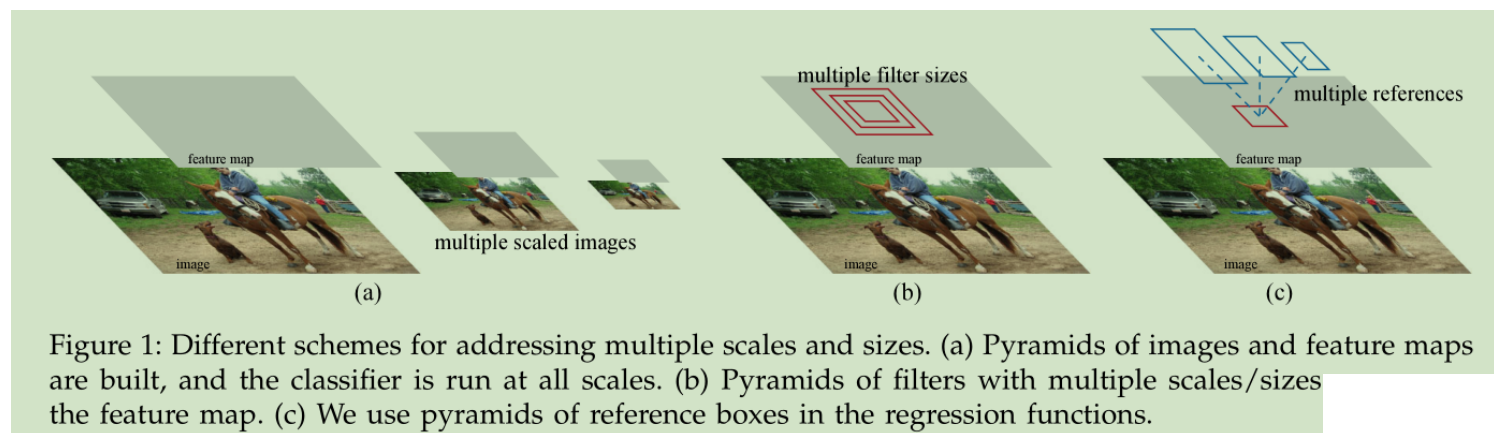 multiple filter sizes
multiple references
feature map
feature map
feature map
multiple scaled images
image
image
image
(a)
(b)
(c)
Figure 1: Different schemes for addressing multiple scales and sizes. (a) Pyramids of images and feature maps
are built, and the classifier is run at all scales. (b) Pyramids of filters with multiple scales/sizes
the feature map. (c) We use pyramids of reference boxes in the regression functions.